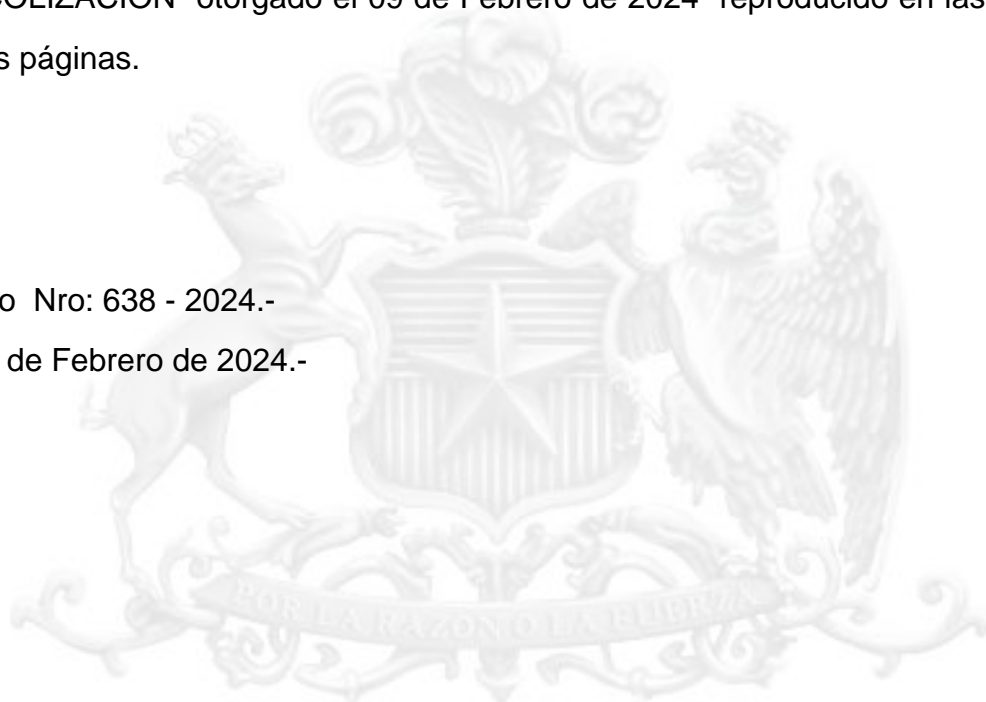 COLIZACION" otorgado el 09 de Febrero de 2024 reproducido en las
s páginas.
o Nro: 638 - 2024.-
de Febrero de 2024.-
POR LA RAZON O LA FUERZA